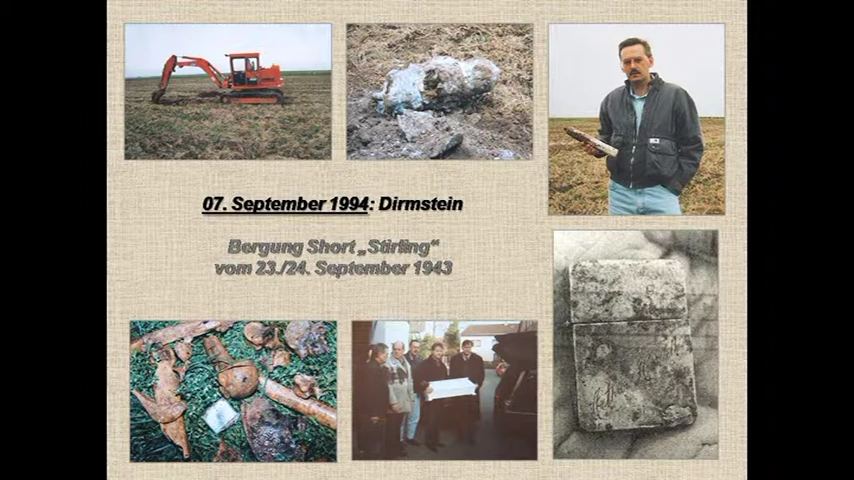 07. September 1994: Dirmstein
Bergung Short „Stirling“
vom 23./24. September 1943